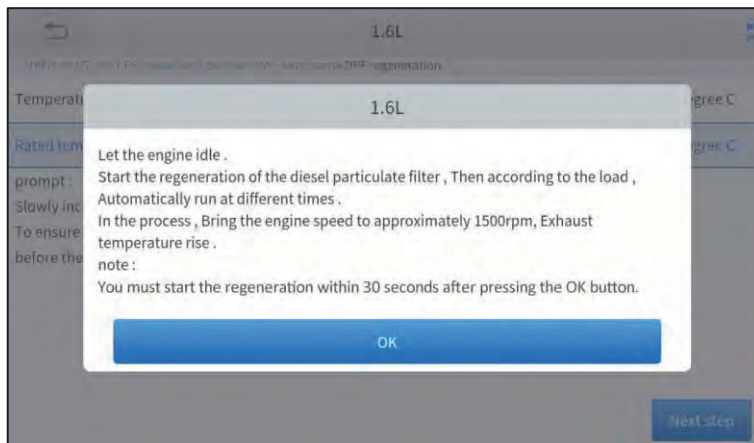 1.6L
regeneration
Temperatu
gree C
1.6L
Rated tem
egree C
Let the engine idle .
Start the regeneration of the diesel particulate filter , Then according to the load ,
Automatically run at different times .
In the process , Bring the engine speed to approximately 1500rpm, Exhaust
temperature rise .
note :
You must start the regeneration within 30 seconds after pressing the OK button.
OK
prompt :
Slowly inc
To ensure
before the
Next step